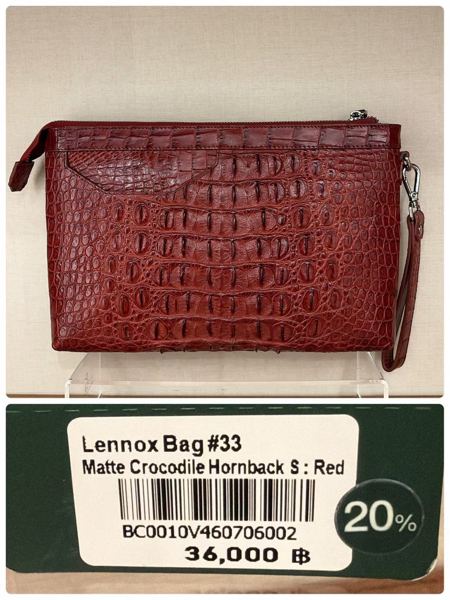 Lennox Bag #33
Matte Crocodile Hornback S : Red
BC0010V460706002
36,000 ฿
20%